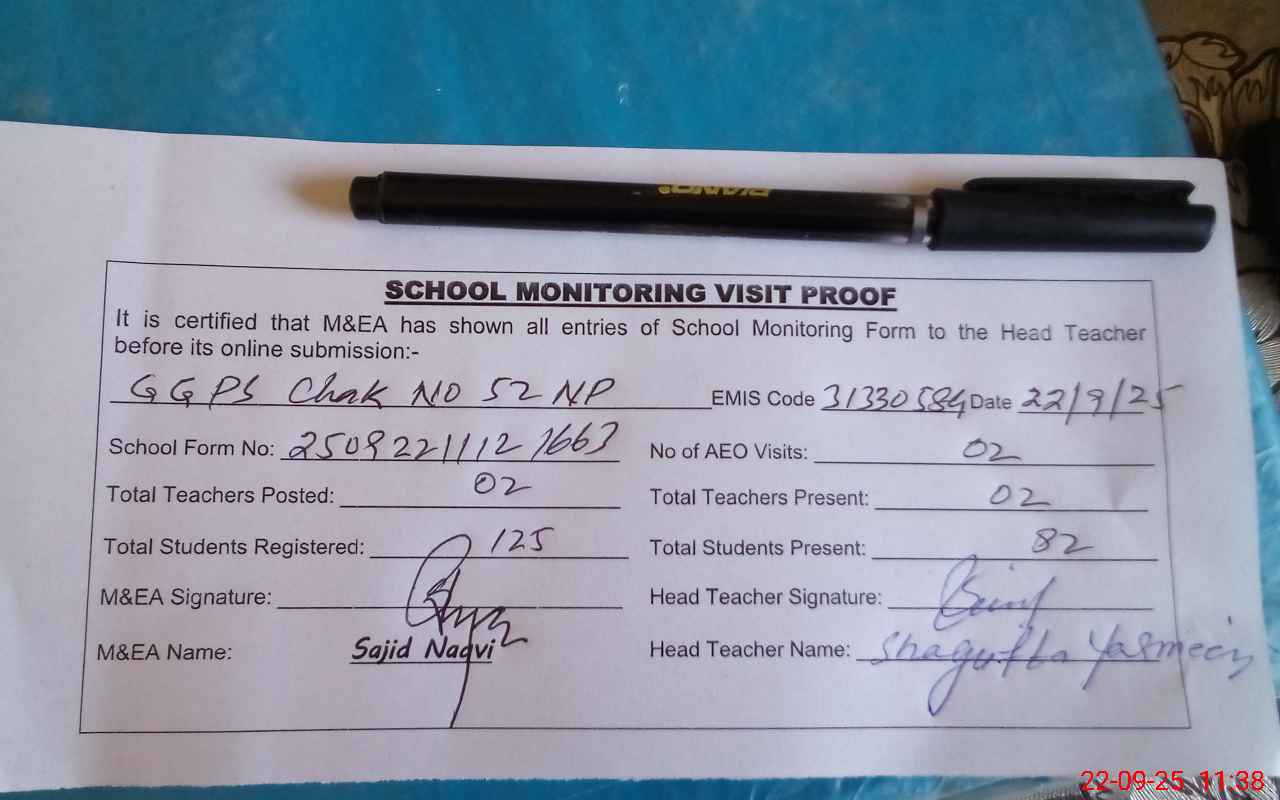 PIANO®
SCHOOL MONITORING VISIT PROOF
It is certified that M&EA has shown all entries of School Monitoring Form to the Head Teacher
before its online submission:-
GGPS Chak NO 52 NP EMIS Code 31330584 Date 22/9/25
School Form No: 2509221112 1663 No of AEO Visits: 02
Total Teachers Posted: 02 Total Teachers Present: 02
Total Students Registered: 125 Total Students Present: 82
M&EA Signature: Head Teacher Signature:
M&EA Name: Sajid Naqvi Head Teacher Name: Shagufta Yasmeen
22-09-25 11:38